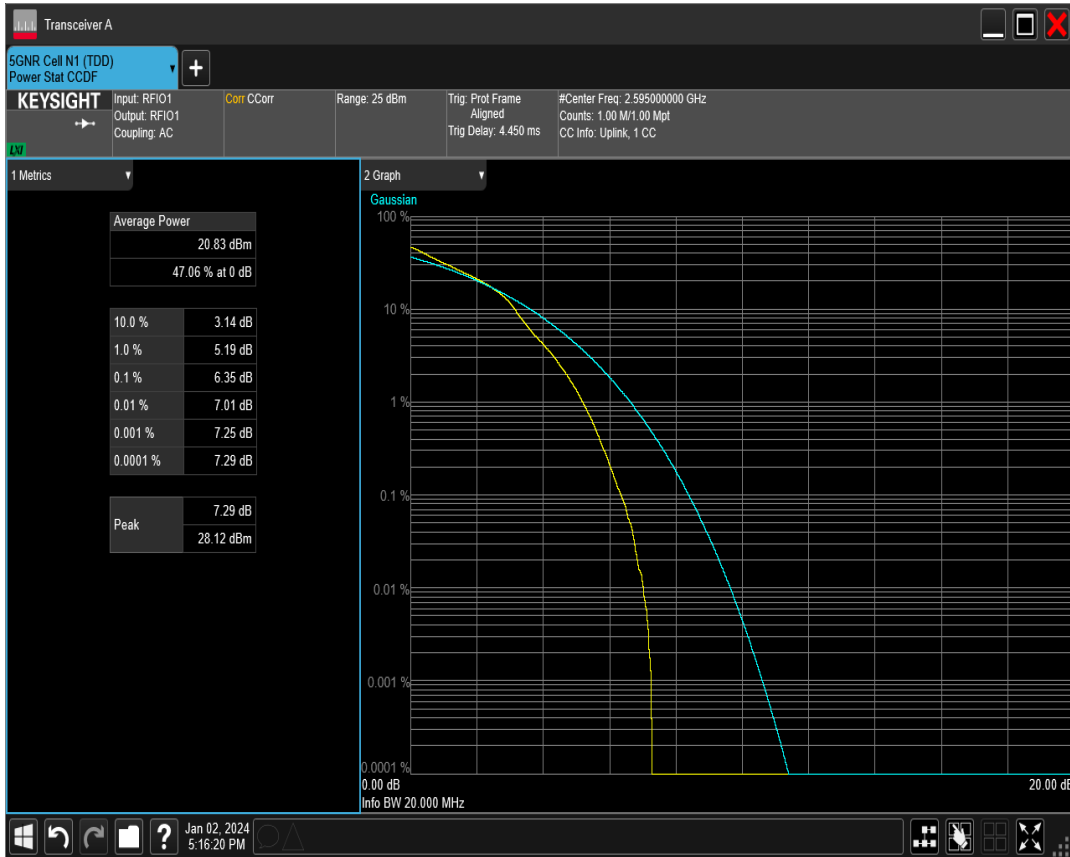 Transceiver A
5GNR Cell N1 (TDD)
Power Stat CCDF
+
KEYSIGHT
LXI
Input: RFIO1
Output: RFIO1
Coupling: AC
Corr CCorr
Range: 25 dBm
Trig: Prot Frame
Aligned
Trig Delay: 4.450 ms
#Center Freq: 2.595000000 GHz
Counts: 1.00 M/1.00 Mpt
CC Info: Uplink, 1 CC
1 Metrics
Average Power
20.83 dBm
47.06 % at 0 dB
10.0 % 3.14 dB
1.0 % 5.19 dB
0.1 % 6.35 dB
0.01 % 7.01 dB
0.001 % 7.25 dB
0.0001 % 7.29 dB
Peak
7.29 dB
28.12 dBm
2 Graph
Gaussian
100 %
10 %
1 %
0.1 %
0.01 %
0.001 %
0.0001 %
0.00 dB
20.00 dB
Info BW 20.000 MHz
?
Jan 02, 2024
5:16:20 PM